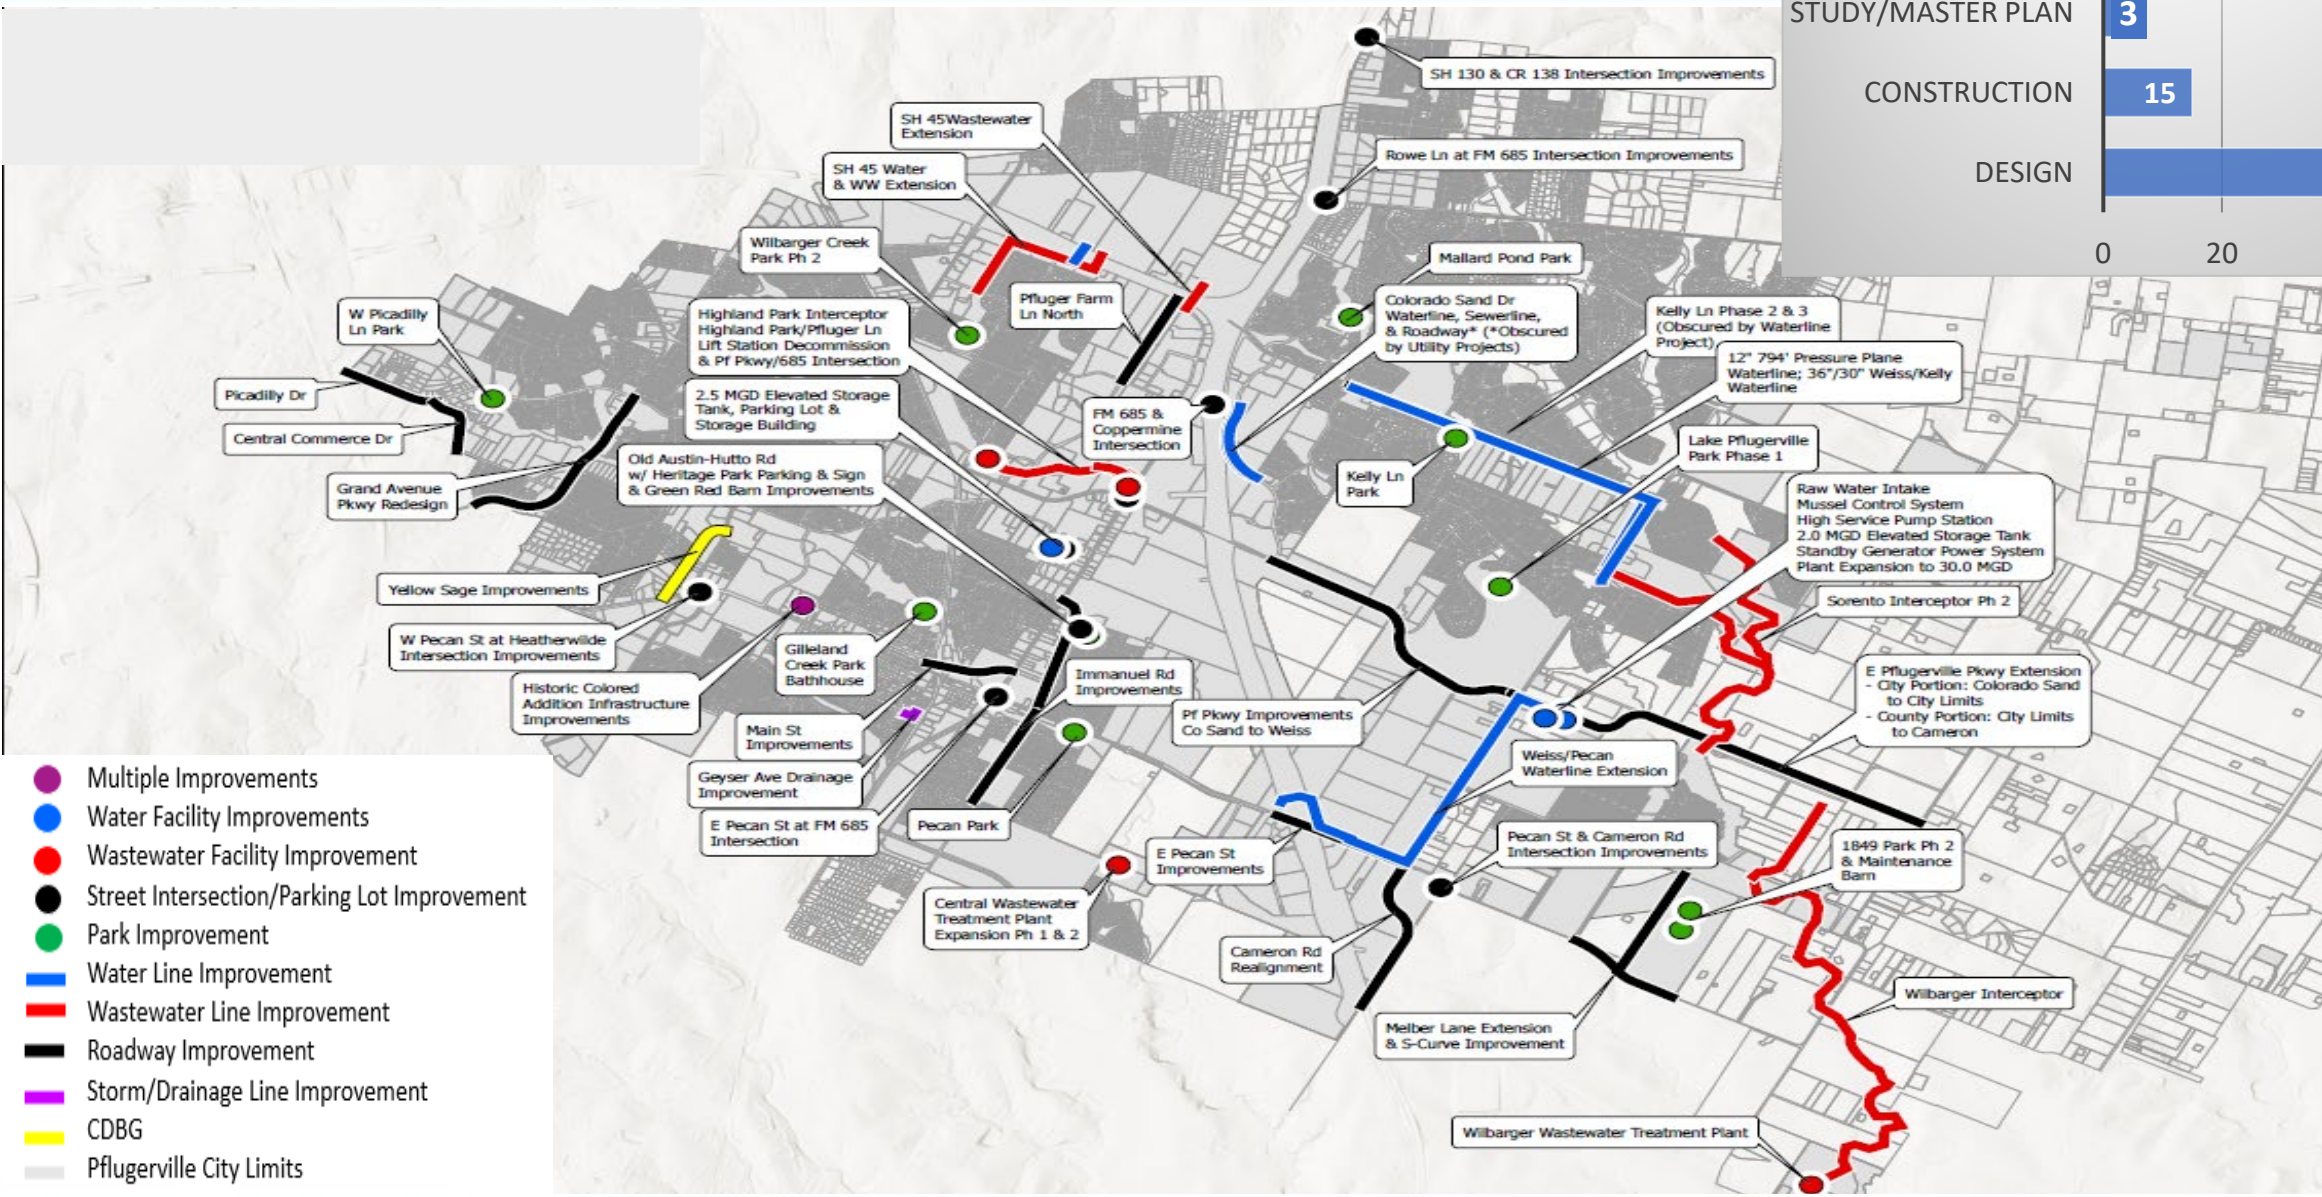 STUDY/MASTER PLAN
3
CONSTRUCTION
15
DESIGN
0
20
SH 130 & CR 138 Intersection Improvements
SH 45Wastewater
Extension
Rowe Ln at FM 685 Intersection Improvements
SH 45 Water
& WW Extension
Wilbarger Creek
Park Ph 2
Mallard Pond Park
Pfluger Farm
Ln North
Colorado Sand Dr
Waterline, Sewerline,
& Roadway* (*Obscured
by Utility Projects)
Kelly Ln Phase 2 & 3
(Obscured by Waterline
Project)
W Picadilly
Ln Park
Highland Park Interceptor
Highland Park/Pfluger Ln
Lift Station Decommission
& Pf Pkwy/685 Intersection
12" 794' Pressure Plane
Waterline; 36"/30" Weiss/Kelly
Waterline
Picadilly Dr
2.5 MGD Elevated Storage
Tank, Parking Lot &
Storage Building
FM 685 &
Coppermine
Intersection
Central Commerce Dr
Lake Pflugerville
Park Phase 1
Old Austin-Hutto Rd
w/ Heritage Park Parking & Sign
& Green Red Barn Improvements
Kelly Ln
Park
Grand Avenue
Pkwy Redesign
Raw Water Intake
Mussel Control System
High Service Pump Station
2.0 MGD Elevated Storage Tank
Standby Generator Power System
Plant Expansion to 30.0 MGD
Yellow Sage Improvements
Sorento Interceptor Ph 2
W Pecan St at Heatherwilde
Intersection Improvements
Gilleland
Creek Park
Bathhouse
Immanuel Rd
Improvements
E Pflugerville Pkwy Extension
- City Portion: Colorado Sand
to City Limits
- County Portion: City Limits
to Cameron
Historic Colored
Addition Infrastructure
Improvements
Pf Pkwy Improvements
Co Sand to Weiss
Main St
Improvements
Weiss/Pecan
Waterline Extension
Geyser Ave Drainage
Improvement
E Pecan St at FM 685
Intersection
Pecan Park
E Pecan St
Improvements
Pecan St & Cameron Rd
Intersection Improvements
1849 Park Ph 2
& Maintenance
Barn
Central Wastewater
Treatment Plant
Expansion Ph 1 & 2
Cameron Rd
Realignment
Wilbarger Interceptor
Melber Lane Extension
& S-Curve Improvement
Wilbarger Wastewater Treatment Plant
Multiple Improvements
Water Facility Improvements
Wastewater Facility Improvement
Street Intersection/Parking Lot Improvement
Park Improvement
Water Line Improvement
Wastewater Line Improvement
Roadway Improvement
Storm/Drainage Line Improvement
CDBG
Pflugerville City Limits